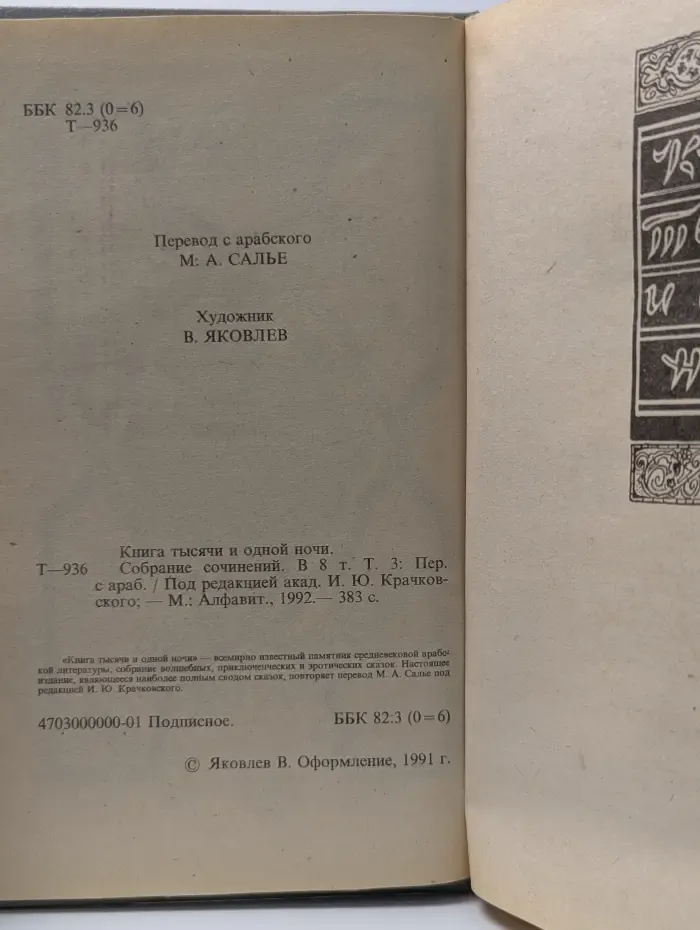 ББК 82.3 (0=6)
Т—936
Перевод с арабского
М: А. САЛЬЕ
Художник
В. ЯКОВЛЕВ
Книга тысячи и одной ночи.
Т—936 Собрание сочинений. В 8 т. Т. 3: Пер.
с араб. / Под редакцией акад. И. Ю. Крачков-
ского; — М.: Алфавит., 1992.— 383 с.
«Книга тысячи и одной ночи» — всемирно известный памятник средневековой арабс-
кой литературы, собрание волшебных, приключенческих и эротических сказок. Настоящее
издание, являющееся наиболее полным сводом сказок, повторяет перевод М. А. Салье под
редакцией И. Ю. Крачковского.
4703000000-01 Подписное. ББК 82.3 (0=6)
© Яковлев В. Оформление, 1991 г.